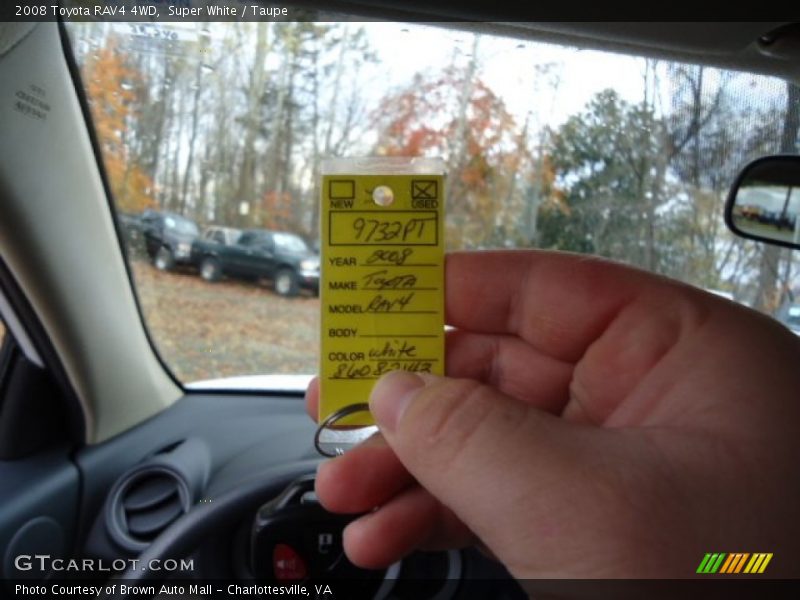 2008 Toyota RAV4 4WD, Super White / Taupe
NEW USED
9732PT
YEAR 2008
MAKE Toyota
MODEL RAV4
BODY
COLOR white
GTCARLOT.COM
Photo Courtesy of Brown Auto Mall - Charlottesville, VA